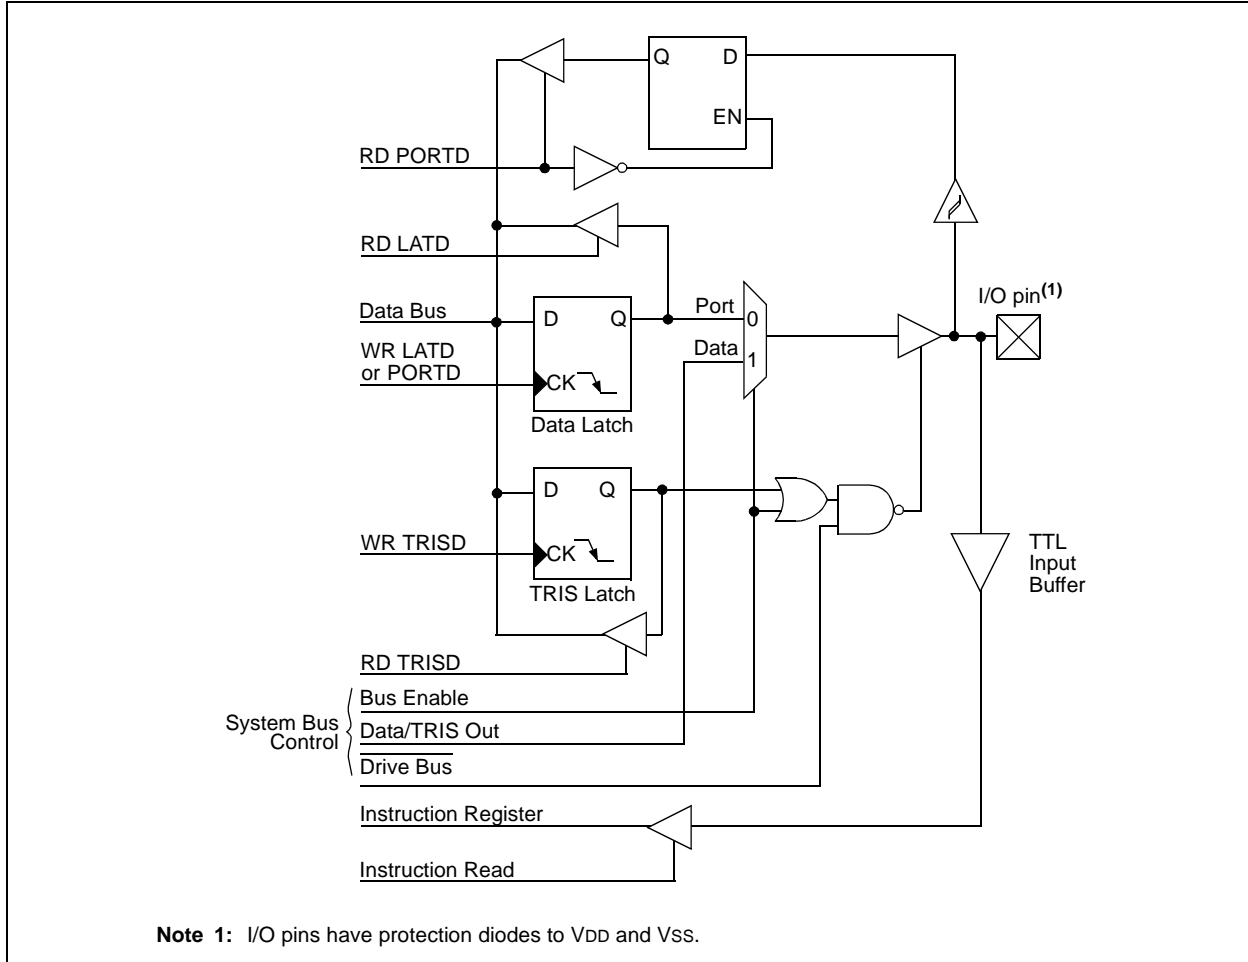 Q
D
EN
RD PORTD
RD LATD
I/O pin(1)
Data Bus
D
Q
Port
0
WR LATD
or PORTD
CK
Data
1
Data Latch
D
Q
WR TRISD
CK
TTL
Input
Buffer
TRIS Latch
RD TRISD
Bus Enable
System Bus
Control
Data/TRIS Out
Drive Bus
Instruction Register
Instruction Read
Note 1: I/O pins have protection diodes to VDD and VSS.